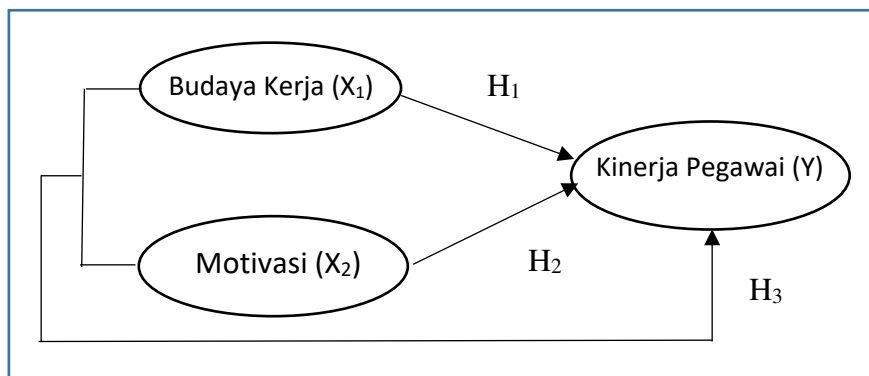 Budaya Kerja (X₁)
H₁
Kinerja Pegawai (Y)
Motivasi (X₂)
H₂
H₃